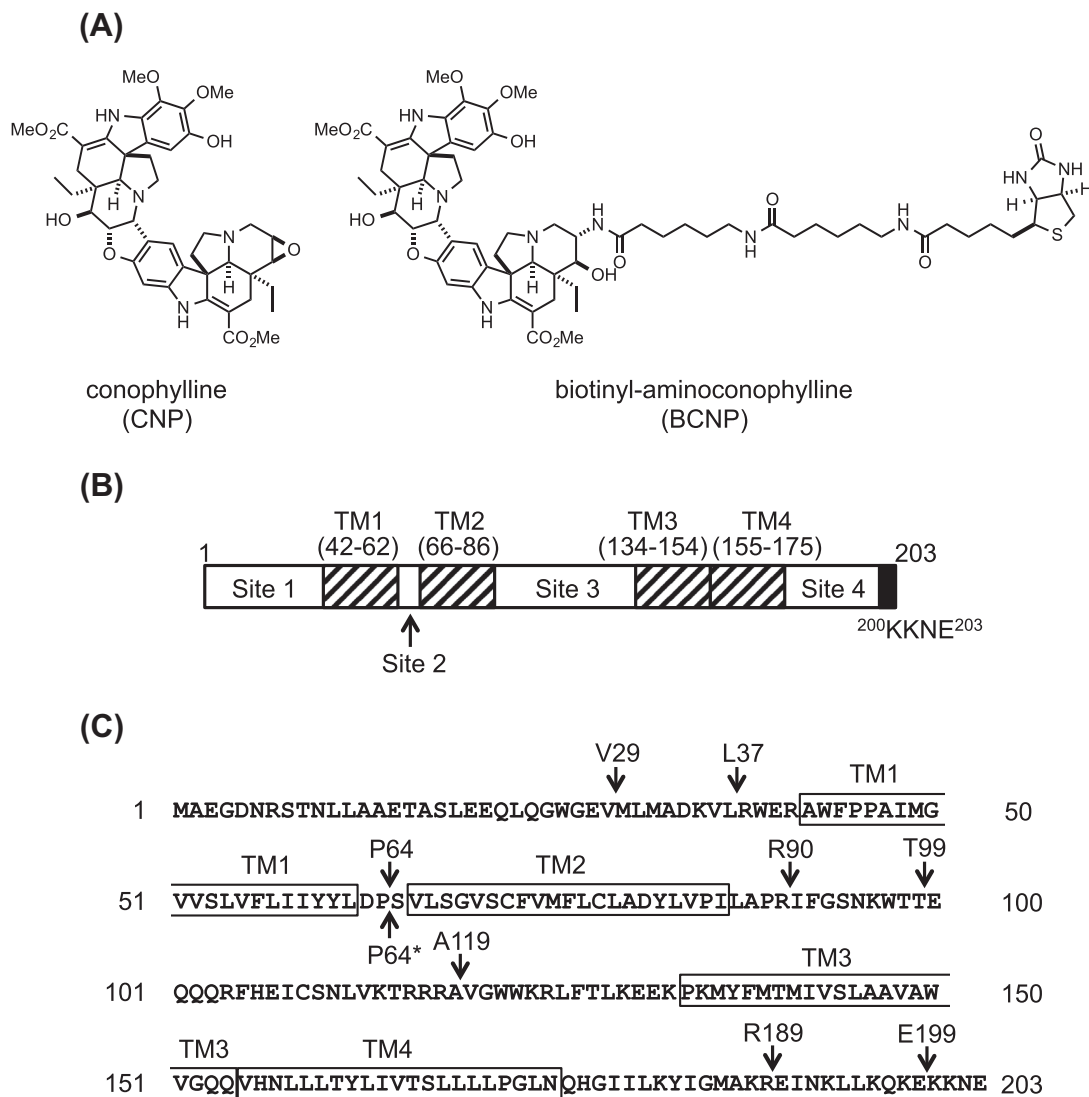 (A)
MeO
OMe
HN
OH
MeO₂C
H
N
HO
O
N
O
H
N
H
CO₂Me
MeO
OMe
HN
OH
MeO₂C
H
N
HO
O
N
H
N
O
H
OH
N
H
CO₂Me
O
N
H
H
N
O
O
HN
NH
H
H
S
conophylline
(CNP)
biotinyl-aminoconophylline
(BCNP)
(B)
TM1 TM2 TM3 TM4
1 (42-62) (66-86) (134-154) (155-175) 203
Site 1 Site 3 Site 4
²⁰⁰KKNE²⁰³
Site 2
(C)
V29 L37 TM1
1 MAEGDNRSTNLLAAETASLEEQLQGWGEVMLMADKVLRWERAWFPPAIMG 50
TM1 P64 TM2 R90 T99
51 VVSLVFLIIYYLDPSVLSGVSCFVMFLCLADYLVPILAPRIFGSNKWTTE 100
P64* A119 TM3
101 QQQRFHEICSNLVKTRRRAVGWWKRLFTLKEEKPKMYFMTMIVSLAAVAW 150
TM3 TM4 R189 E199
151 VGQQVHNLLLTYLIVTSLLLLPGLNQHGIILKYIGMAKREINKLLKQKEKKNE 203